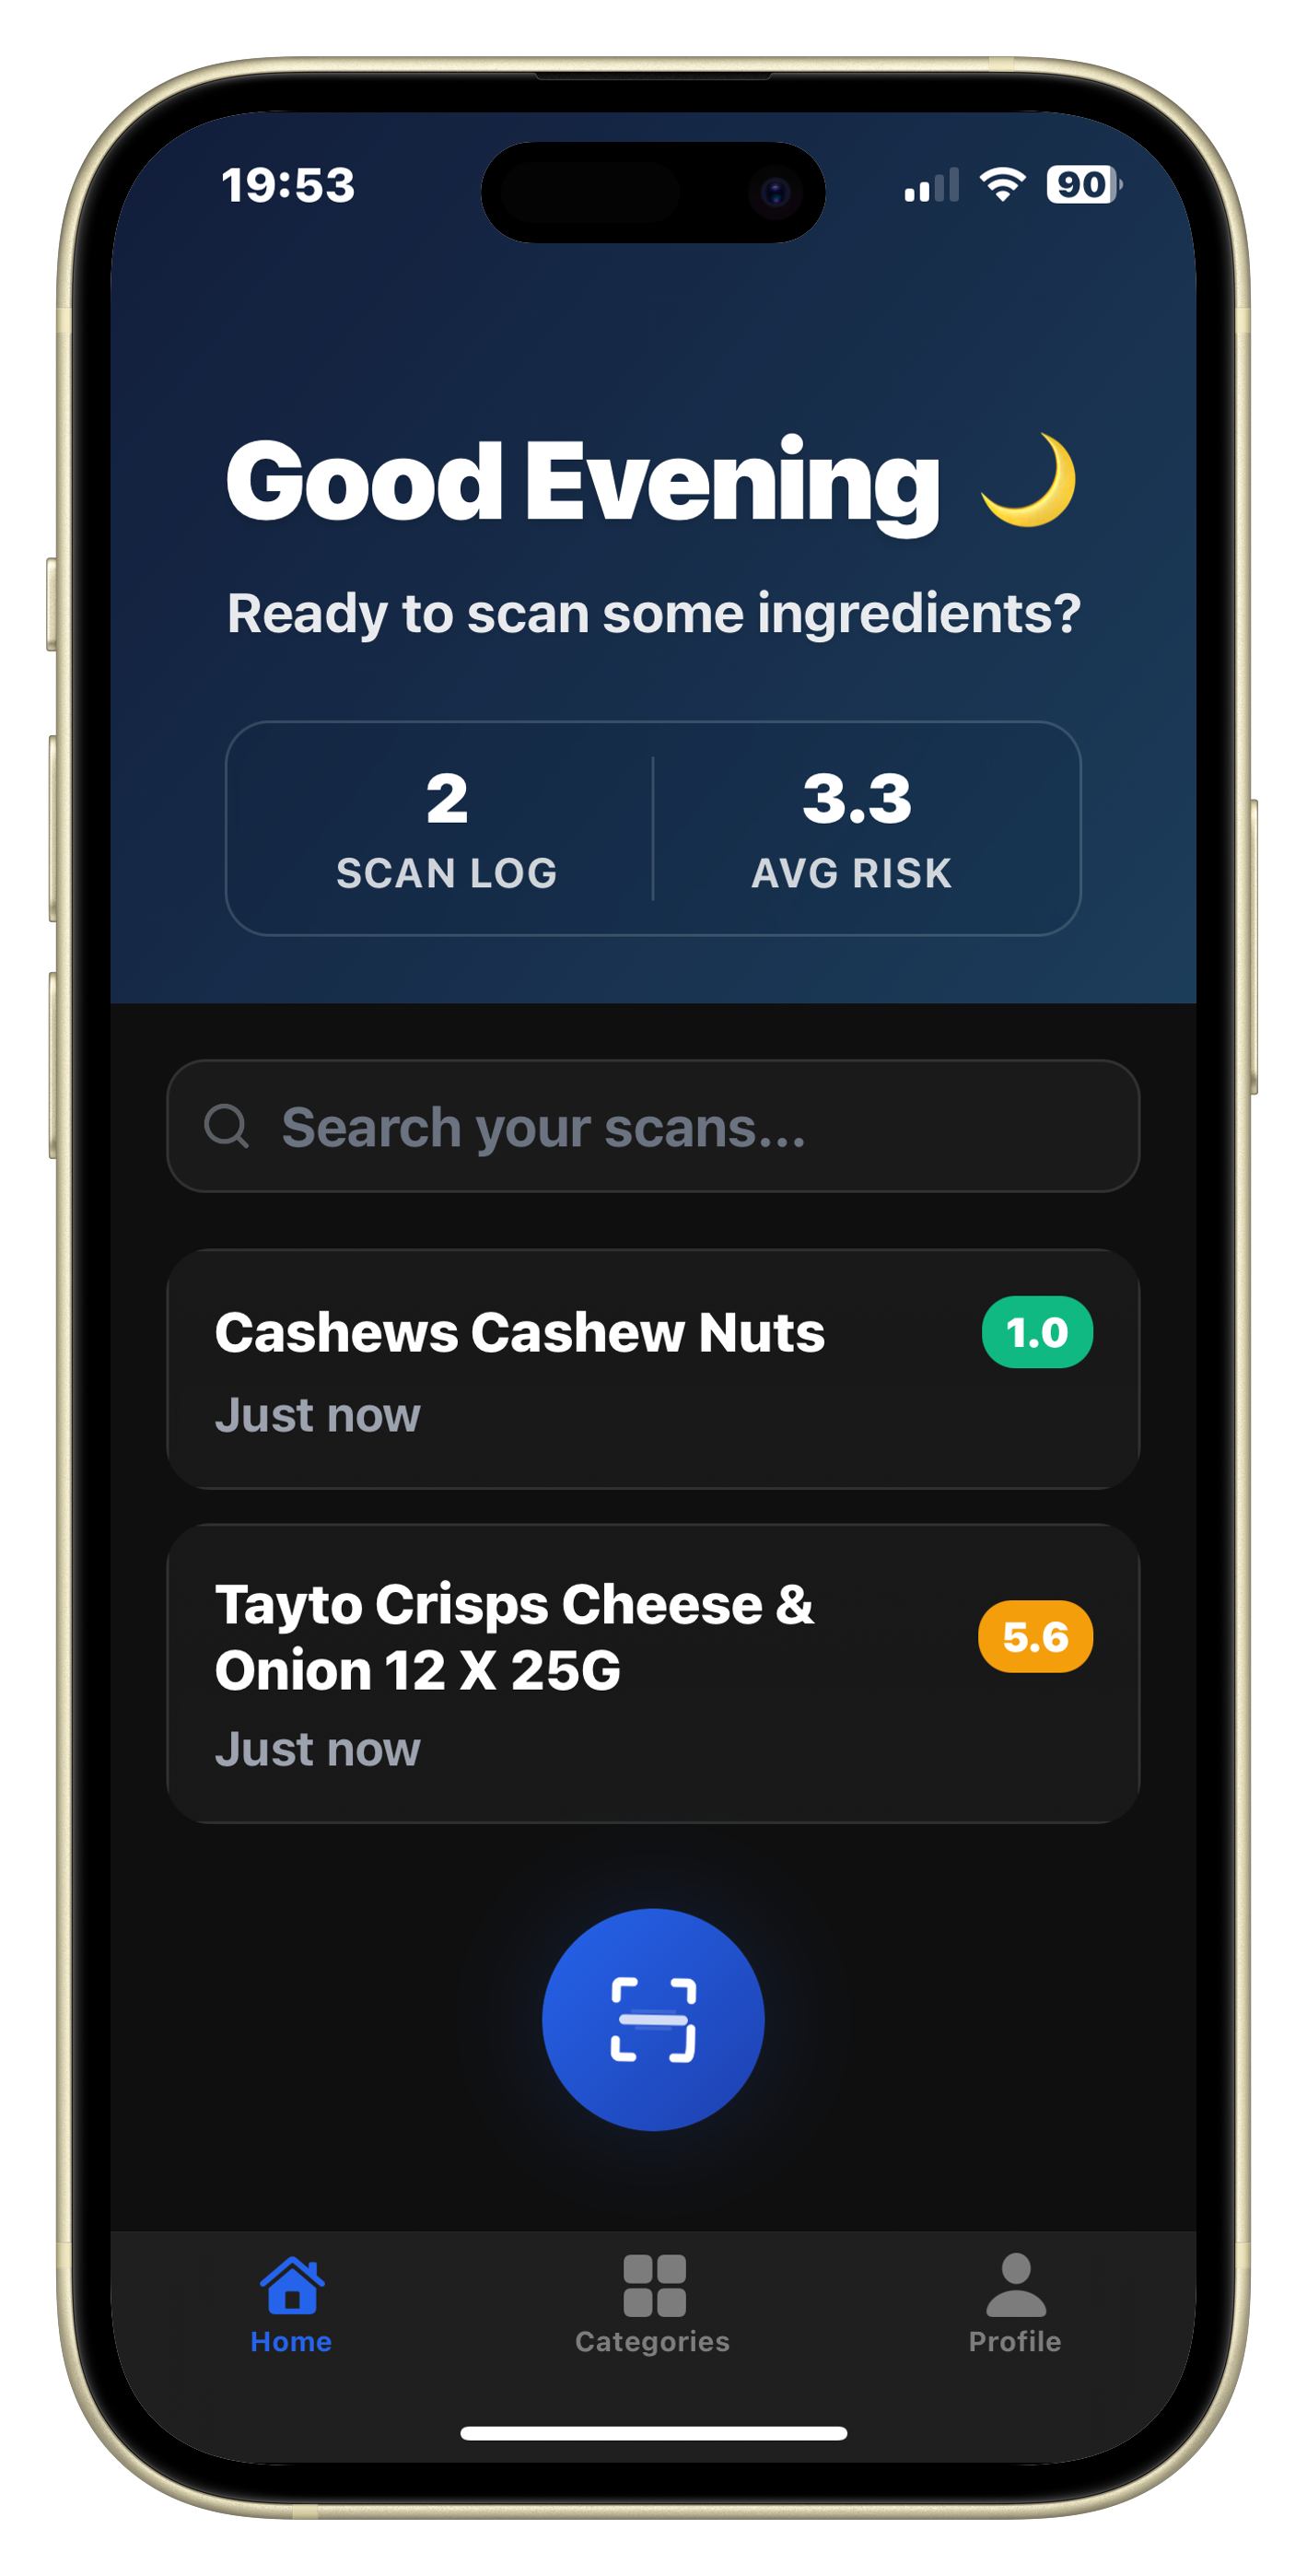 19:53
90
Good Evening 🌙
Ready to scan some ingredients?
2
SCAN LOG
3.3
AVG RISK
Search your scans...
Cashews Cashew Nuts
1.0
Just now
Tayto Crisps Cheese &
Onion 12 X 25G
5.6
Just now
Home
Categories
Profile